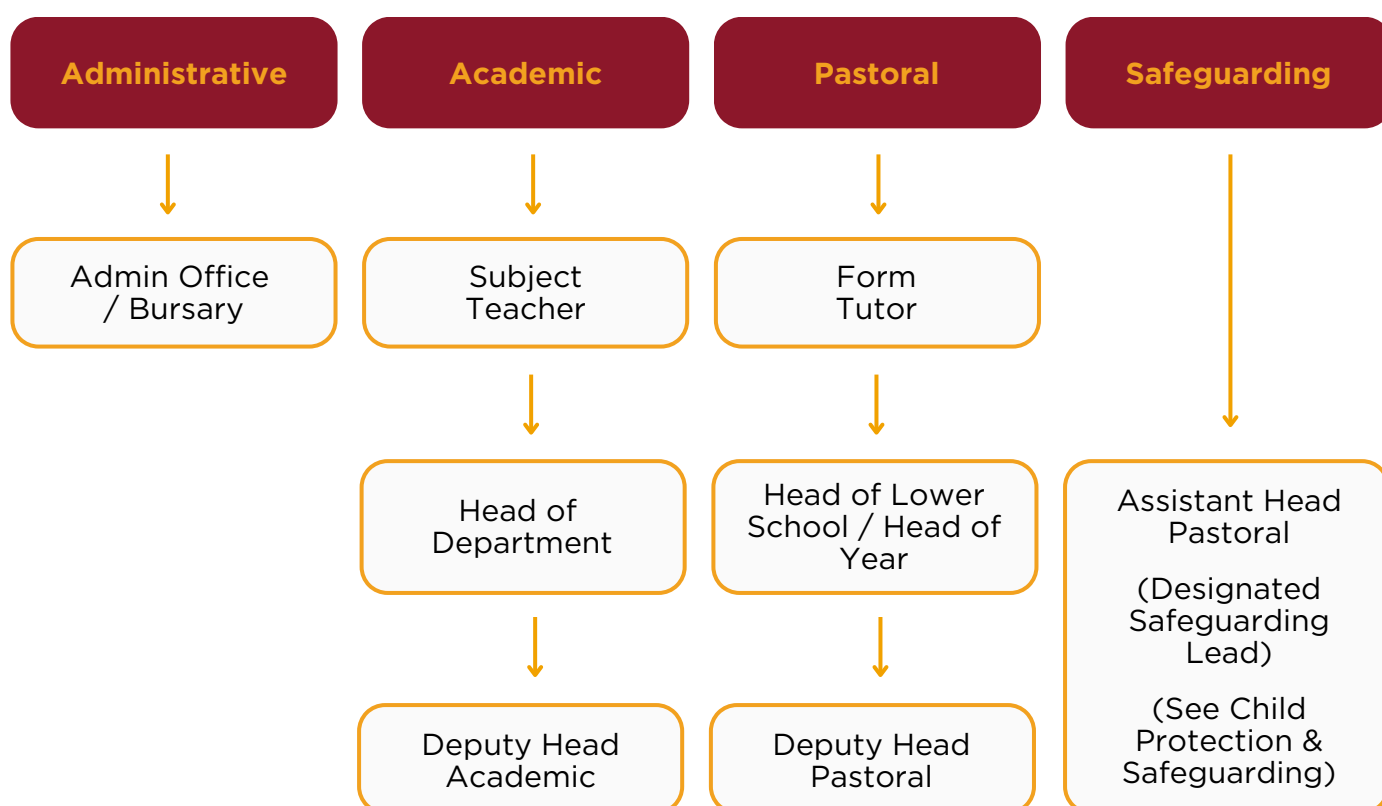 Administrative
Academic
Pastoral
Safeguarding
Admin Office
/ Bursary
Subject
Teacher
Form
Tutor
Head of
Department
Head of Lower
School / Head of
Year
Assistant Head
Pastoral
(Designated
Safeguarding
Lead)
(See Child
Protection &
Safeguarding)
Deputy Head
Academic
Deputy Head
Pastoral